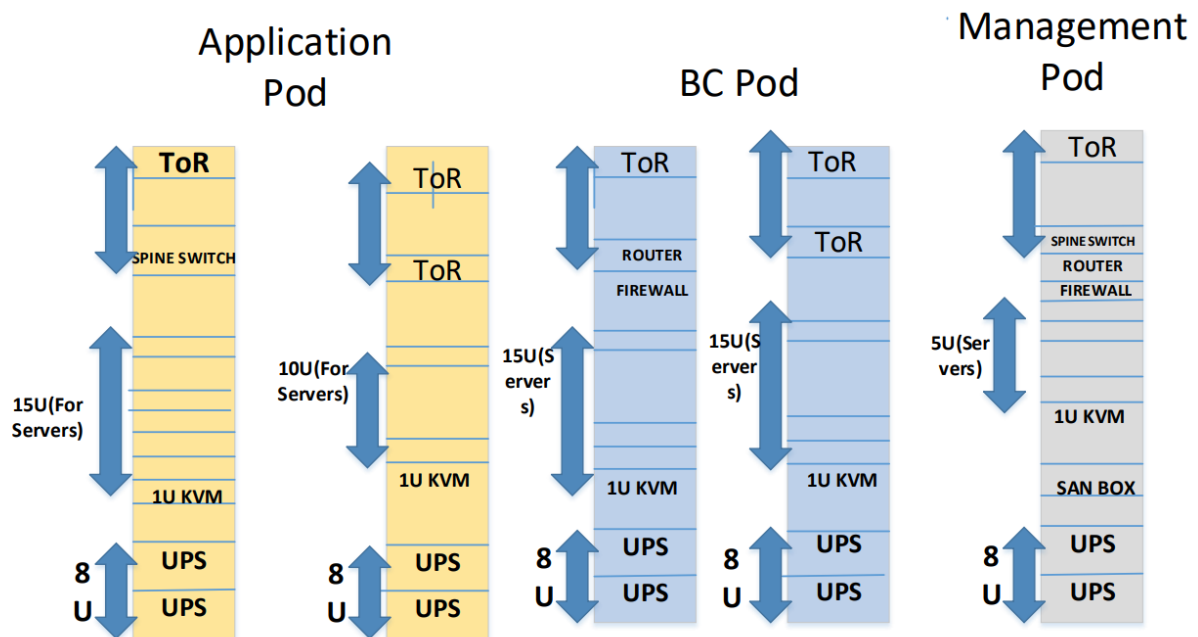 Application
Pod
BC Pod
Management
Pod
ToR
SPINE SWITCH
15U(For
Servers)
1U KVM
8
U
UPS
UPS
ToR
ToR
10U(For
Servers)
1U KVM
8
U
UPS
UPS
ToR
ROUTER
FIREWALL
15U(S
erver
s)
1U KVM
8
U
UPS
UPS
ToR
ToR
15U(S
erver
s)
1U KVM
8
U
UPS
UPS
ToR
SPINE SWITCH
ROUTER
FIREWALL
5U(Ser
vers)
1U KVM
SAN BOX
8
U
UPS
UPS